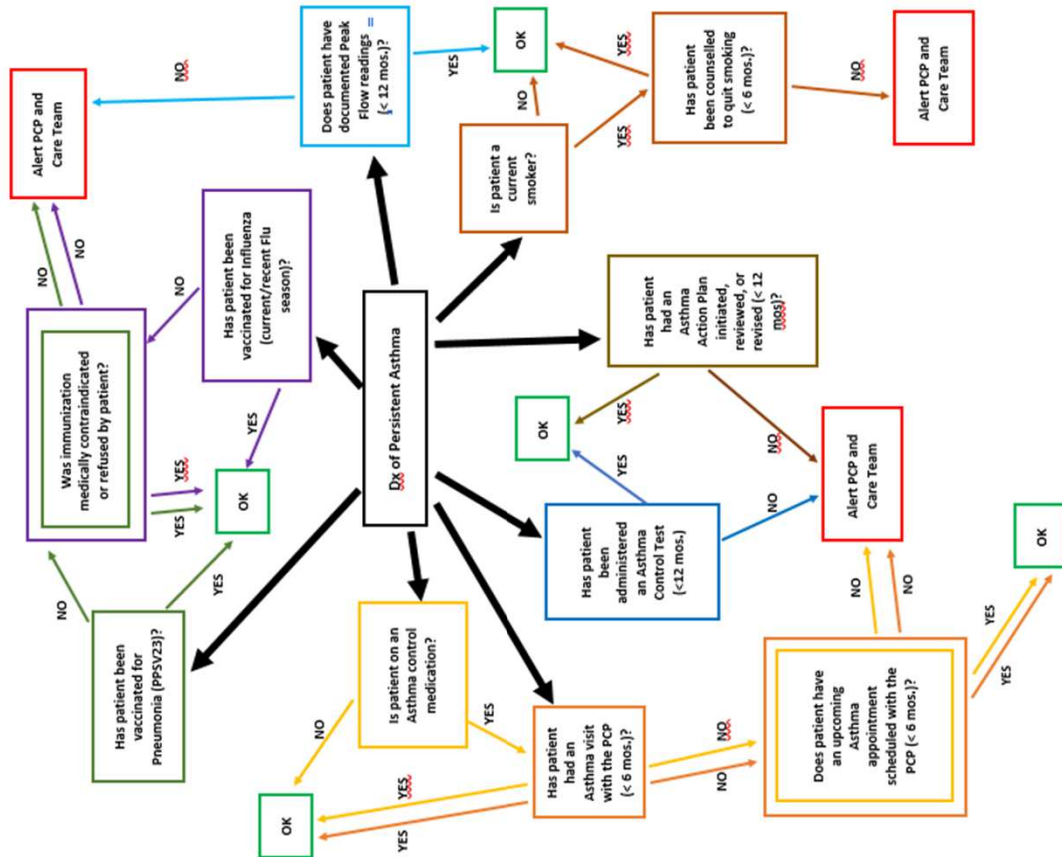 Has patient been
vaccinated for
Pneumonia (PPSV23)?
NO
YES
Was immunization
medically contraindicated
or refused by patient?
YES
YES
NO
NO
Alert PCP and
Care Team
OK
YES
NO
Has patient been
vaccinated for Influenza
(current/recent Flu
season)?
NO
OK
NO
Is patient on an
Asthma control
medication?
YES
YES
YES
Dx of Persistent Asthma
Does patient have
documented Peak
Flow readings =
(< 12 mos.)?
YES
OK
Has patient
had an
Asthma visit
with the PCP
(< 6 mos.)?
NO
NO
Has patient
been
administered
an Asthma
Control Test
(<12 mos.)
YES
NO
OK
YES
NO
Has patient
had an
Asthma
Action Plan
initiated,
reviewed, or
revised (< 12
mos)?
Is patient a
current
smoker?
NO
YES
YES
Has patient
been counselled
to quit smoking
(< 6 mos.)?
NO
Alert PCP and
Care Team
Does patient have
an upcoming
Asthma
appointment
scheduled with the
PCP (< 6 mos.)?
NO
NO
Alert PCP and
Care Team
YES
YES
OK